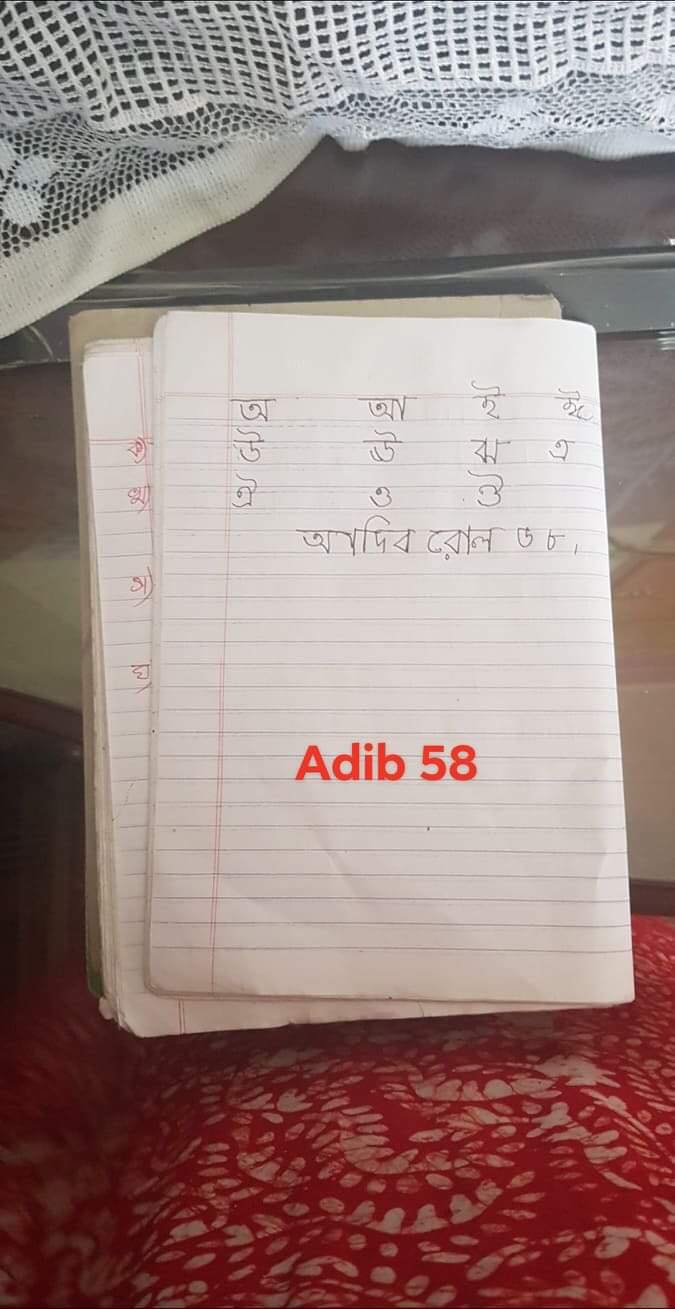 অ আ ই ঈ
উ ঊ ঋ এ
ঐ ও ঔ
আদিব রোল ৫৮।
ক)
খ)
গ)
ঘ)
Adib 58